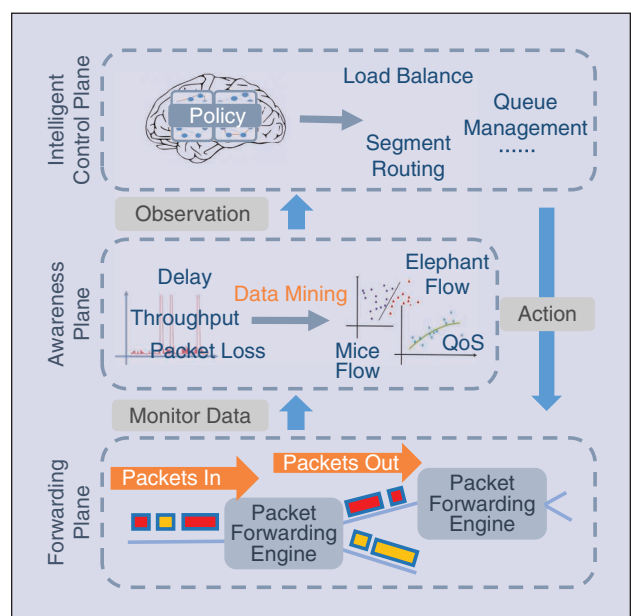 Intelligent
Control Plane
Policy
Load Balance
Segment
Routing
Queue
Management
......
Observation
Awareness
Plane
Delay
Throughput
Packet Loss
Data Mining
Elephant
Flow
Mice
Flow
QoS
Action
Monitor Data
Forwarding
Plane
Packets In
Packets Out
Packet
Forwarding
Engine
Packet
Forwarding
Engine